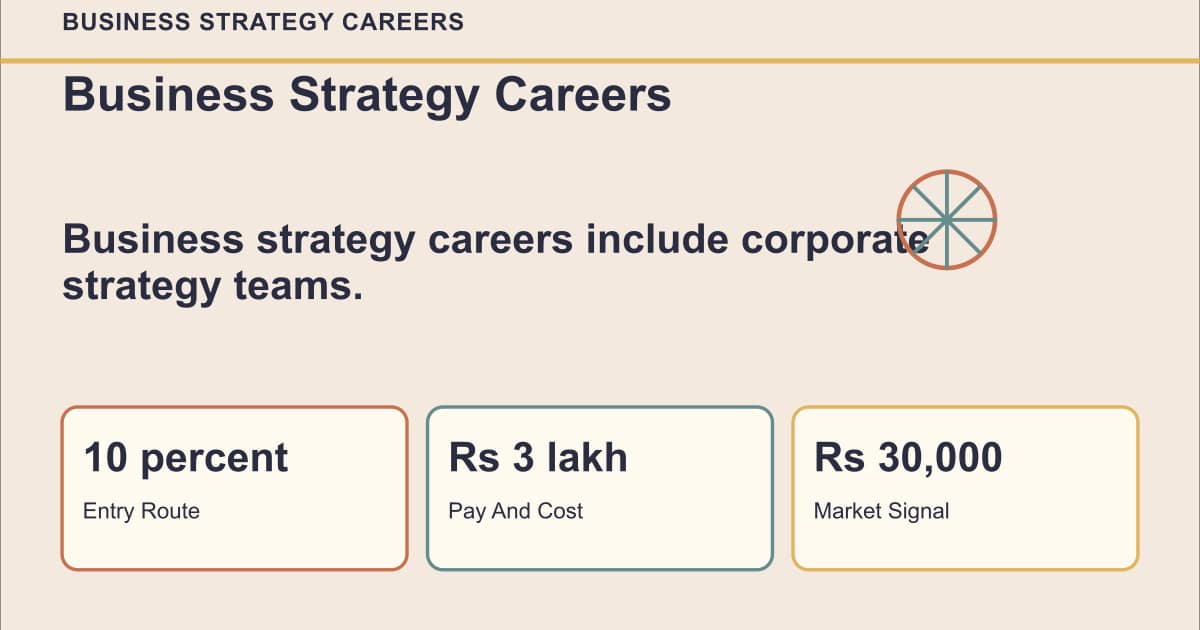 BUSINESS STRATEGY CAREERS
Business Strategy Careers
Business strategy careers include corporate
strategy teams.
10 percent
Entry Route
Rs 3 lakh
Pay And Cost
Rs 30,000
Market Signal